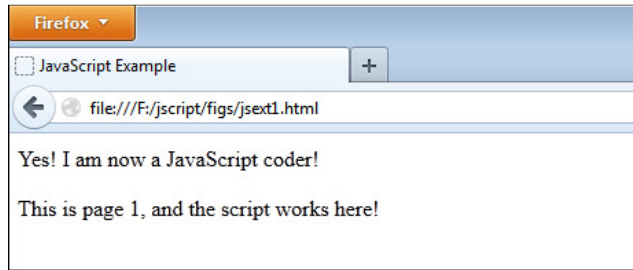 Firefox
JavaScript Example
file:///F:/jscript/figs/jsext1.html
Yes! I am now a JavaScript coder!
This is page 1, and the script works here!